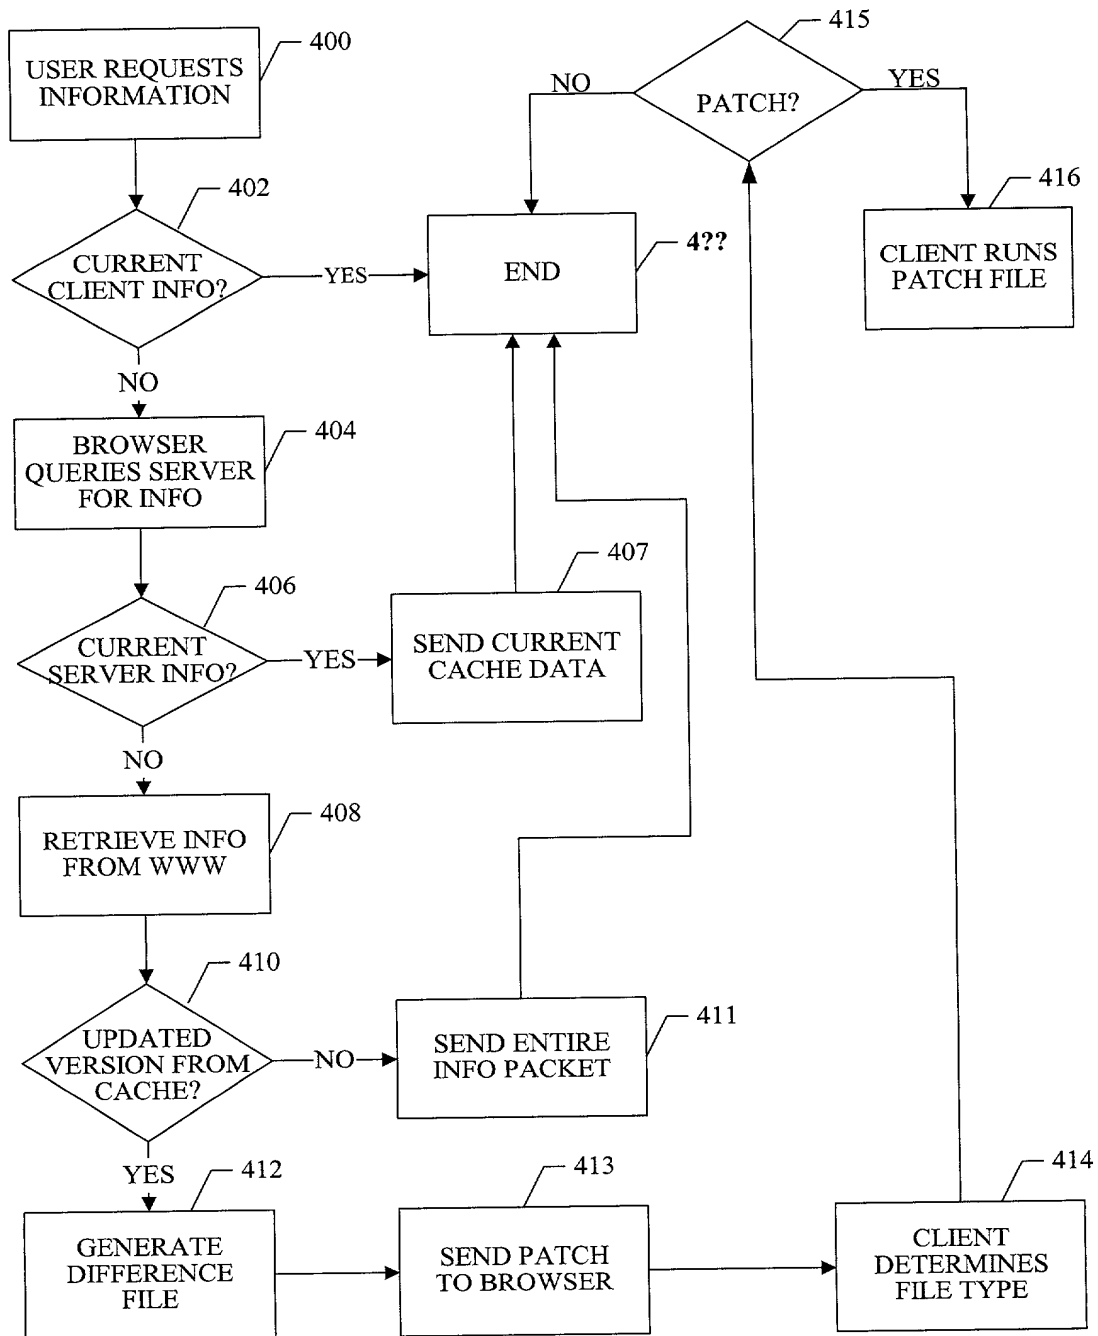 400
USER REQUESTS
INFORMATION
415
PATCH?
NO
YES
402
CURRENT
CLIENT INFO?
YES
NO
4??
END
416
CLIENT RUNS
PATCH FILE
404
BROWSER
QUERIES SERVER
FOR INFO
406
CURRENT
SERVER INFO?
YES
NO
407
SEND CURRENT
CACHE DATA
408
RETRIEVE INFO
FROM WWW
410
UPDATED
VERSION FROM
CACHE?
NO
YES
411
SEND ENTIRE
INFO PACKET
412
GENERATE
DIFFERENCE
FILE
413
SEND PATCH
TO BROWSER
414
CLIENT
DETERMINES
FILE TYPE